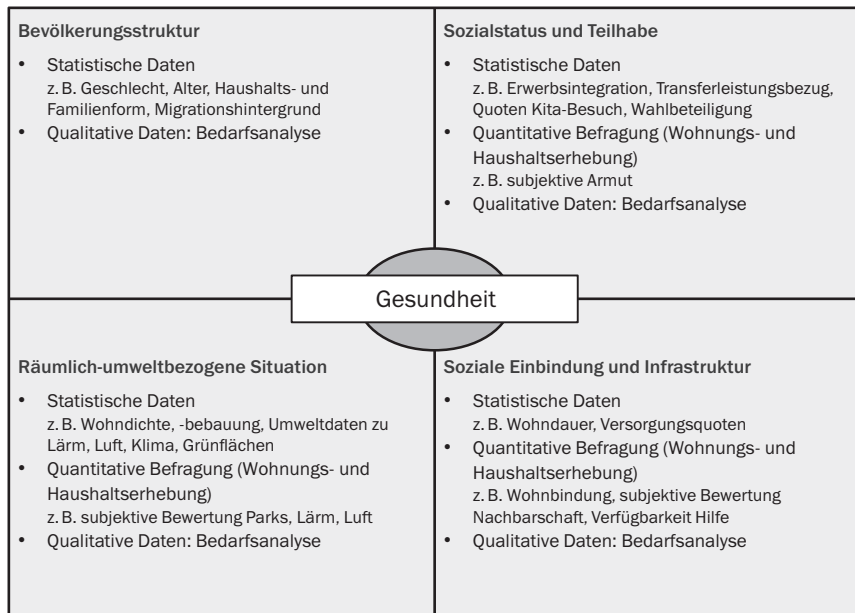 Bevölkerungsstruktur
• Statistische Daten
z. B. Geschlecht, Alter, Haushalts- und
Familienform, Migrationshintergrund
• Qualitative Daten: Bedarfsanalyse
Sozialstatus und Teilhabe
• Statistische Daten
z. B. Erwerbsintegration, Transferleistungsbezug,
Quoten Kita-Besuch, Wahlbeteiligung
• Quantitative Befragung (Wohnungs- und
Haushaltserhebung)
z. B. subjektive Armut
• Qualitative Daten: Bedarfsanalyse
Gesundheit
Räumlich-umweltbezogene Situation
• Statistische Daten
z. B. Wohndichte, -bebauung, Umweltdaten zu
Lärm, Luft, Klima, Grünflächen
• Quantitative Befragung (Wohnungs- und
Haushaltserhebung)
z. B. subjektive Bewertung Parks, Lärm, Luft
• Qualitative Daten: Bedarfsanalyse
Soziale Einbindung und Infrastruktur
• Statistische Daten
z. B. Wohndauer, Versorgungsquoten
• Quantitative Befragung (Wohnungs- und
Haushaltserhebung)
z. B. Wohnbindung, subjektive Bewertung
Nachbarschaft, Verfügbarkeit Hilfe
• Qualitative Daten: Bedarfsanalyse